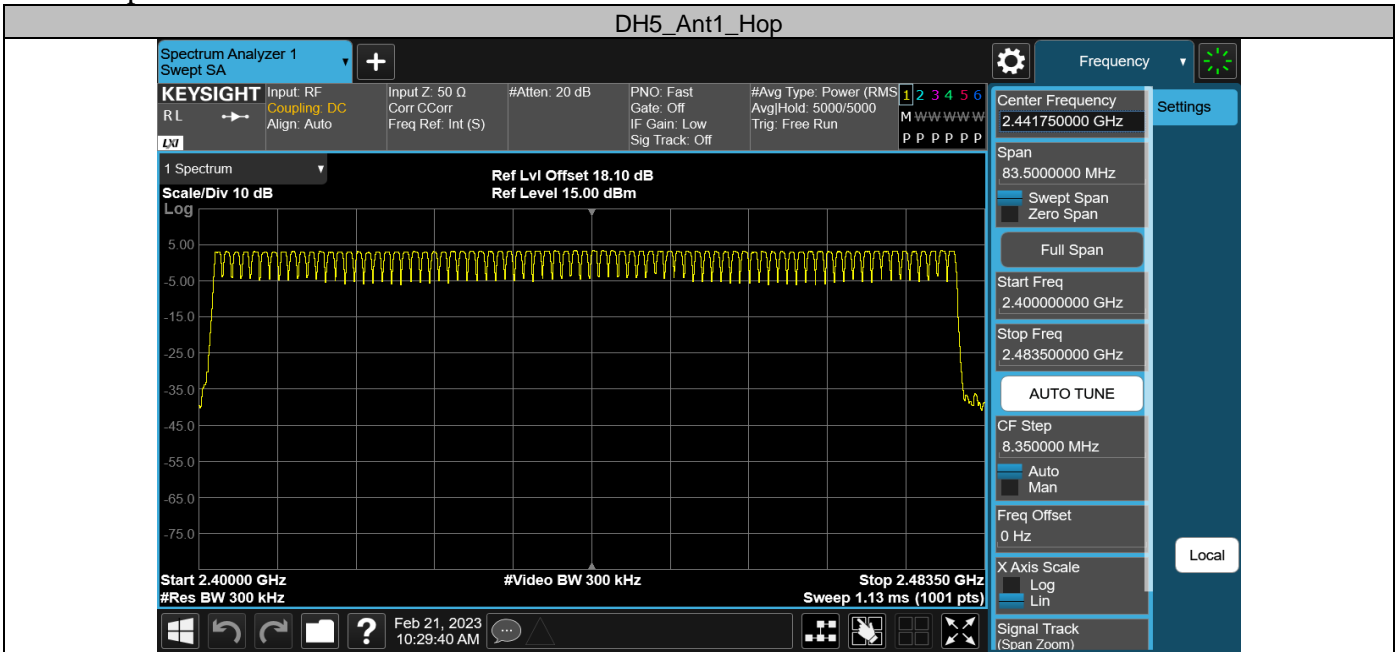 DH5_Ant1_Hop
Spectrum Analyzer 1
Swept SA
Frequency
KEYSIGHT
RL
LXI
Input: RF
Coupling: DC
Align: Auto
Input Z: 50 Ω
Corr CCorr
Freq Ref: Int (S)
#Atten: 20 dB
PNO: Fast
Gate: Off
IF Gain: Low
Sig Track: Off
#Avg Type: Power (RMS
Avg|Hold: 5000/5000
Trig: Free Run
1 2 3 4 5 6
M W W W W W
P P P P P P
1 Spectrum
Scale/Div 10 dB
Ref Lvl Offset 18.10 dB
Ref Level 15.00 dBm
Log
5.00
-5.00
-15.0
-25.0
-35.0
-45.0
-55.0
-65.0
-75.0
Start 2.40000 GHz
#Res BW 300 kHz
#Video BW 300 kHz
Stop 2.48350 GHz
Sweep 1.13 ms (1001 pts)
Feb 21, 2023
10:29:40 AM
Center Frequency
2.441750000 GHz
Settings
Span
83.5000000 MHz
Swept Span
Zero Span
Full Span
Start Freq
2.400000000 GHz
Stop Freq
2.483500000 GHz
AUTO TUNE
CF Step
8.350000 MHz
Auto
Man
Freq Offset
0 Hz
Local
X Axis Scale
Log
Lin
Signal Track
(Span Zoom)